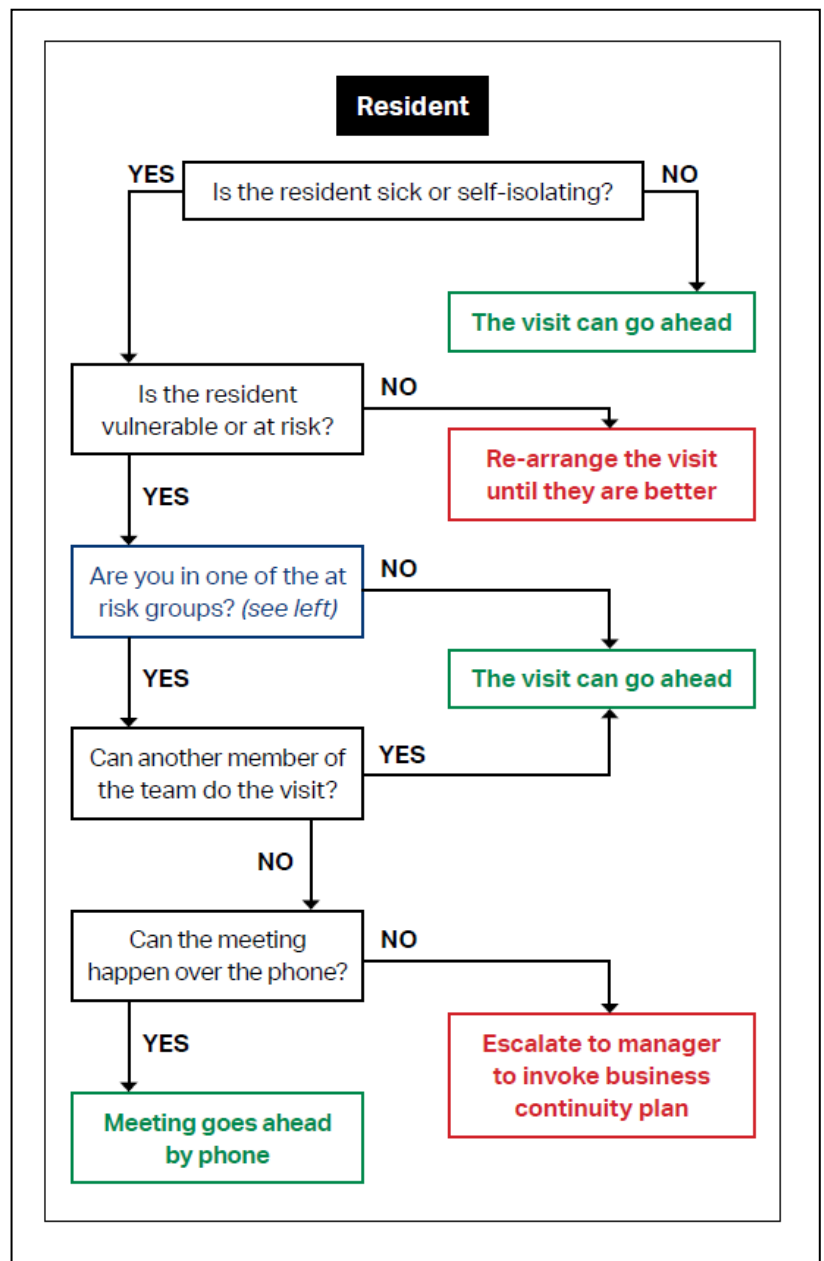 Resident
YES
Is the resident sick or self-isolating?
NO
The visit can go ahead
Is the resident
vulnerable or at risk?
NO
Re-arrange the visit
until they are better
YES
Are you in one of the at
risk groups? (see left)
NO
The visit can go ahead
YES
Can another member of
the team do the visit?
YES
NO
Can the meeting
happen over the phone?
NO
Escalate to manager
to invoke business
continuity plan
YES
Meeting goes ahead
by phone